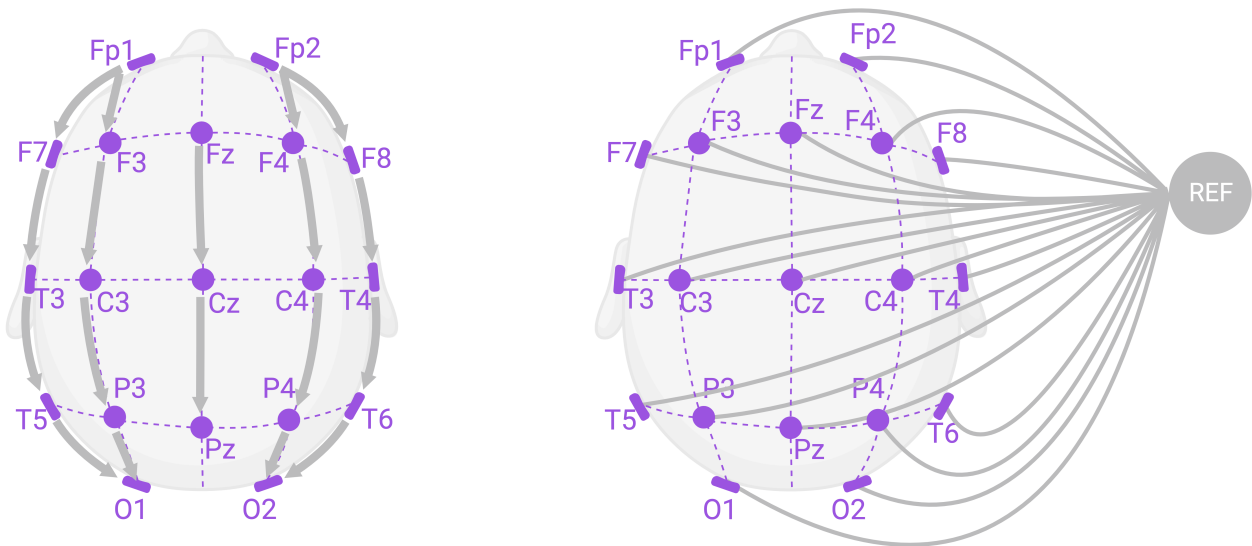 Fp1 Fp2
F7 F3 Fz F4 F8
T3 C3 Cz C4 T4
P3 P4
T5 Pz T6
O1 O2
Fp1 Fp2
F3 Fz F4 F8
F7
REF
T3 C3 Cz C4 T4
P3 P4
T5 Pz T6
O1 O2